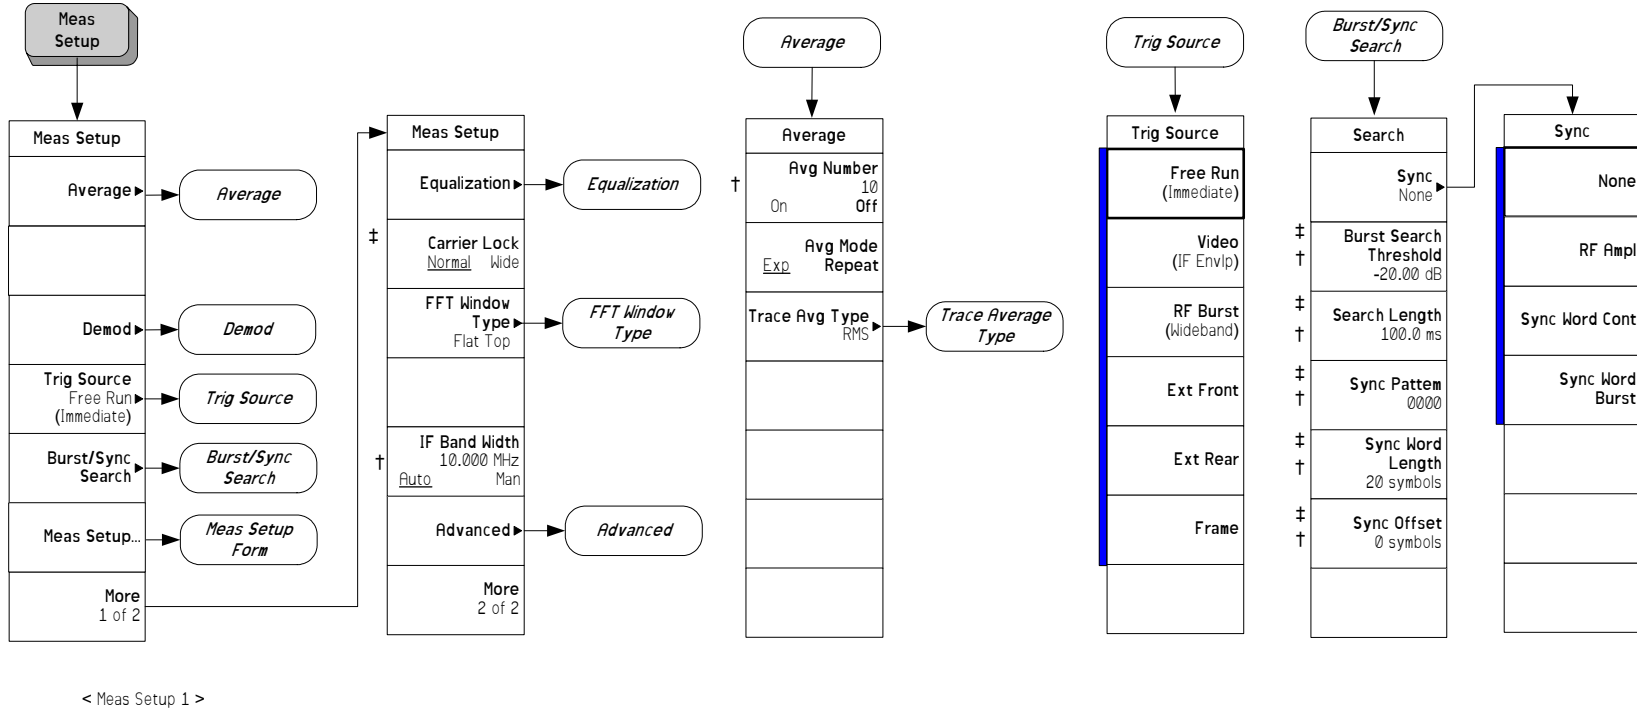 Meas
Setup
Meas Setup
Average
Average
Demod
Demod
Trig Source
Free Run
(Immediate)
Trig Source
Burst/Sync
Search
Burst/Sync
Search
Meas Setup...
Meas Setup
Form
More
1 of 2
Meas Setup
Equalization
Equalization
‡
Carrier Lock
Normal Wide
FFT Window
Type
Flat Top
FFT Window
Type
†
IF Band Width
10.000 MHz
Auto Man
Advanced
Advanced
More
2 of 2
Average
Average
†
Avg Number
10
On Off
Avg Mode
Exp Repeat
Trace Avg Type
RMS
Trace Average
Type
Trig Source
Trig Source
Free Run
(Immediate)
Video
(IF Envlp)
RF Burst
(Wideband)
Ext Front
Ext Rear
Frame
Burst/Sync
Search
Search
Sync
None
‡
†
Burst Search
Threshold
-20.00 dB
‡
†
Search Length
100.0 ms
‡
†
Sync Pattem
0000
‡
†
Sync Word
Length
20 symbols
‡
†
Sync Offset
0 symbols
Sync
None
RF Ampl
Sync Word Cont
Sync Word
Burst
< Meas Setup 1 >